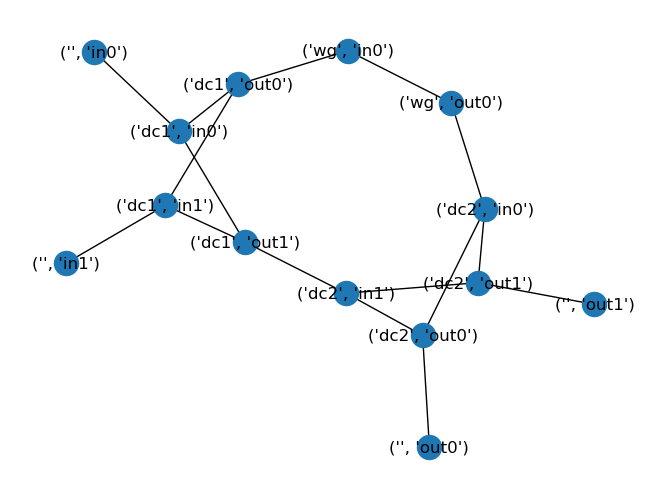 ('', 'in0')
('wg', 'in0')
('dc1', 'out0')
('wg', 'out0')
('dc1', 'in0')
('dc1', 'in1')
('dc2', 'in0')
('dc1', 'out1')
('', 'in1')
('dc2', 'out1')
('dc2', 'in1')
('', 'out1')
('dc2', 'out0')
('', 'out0')